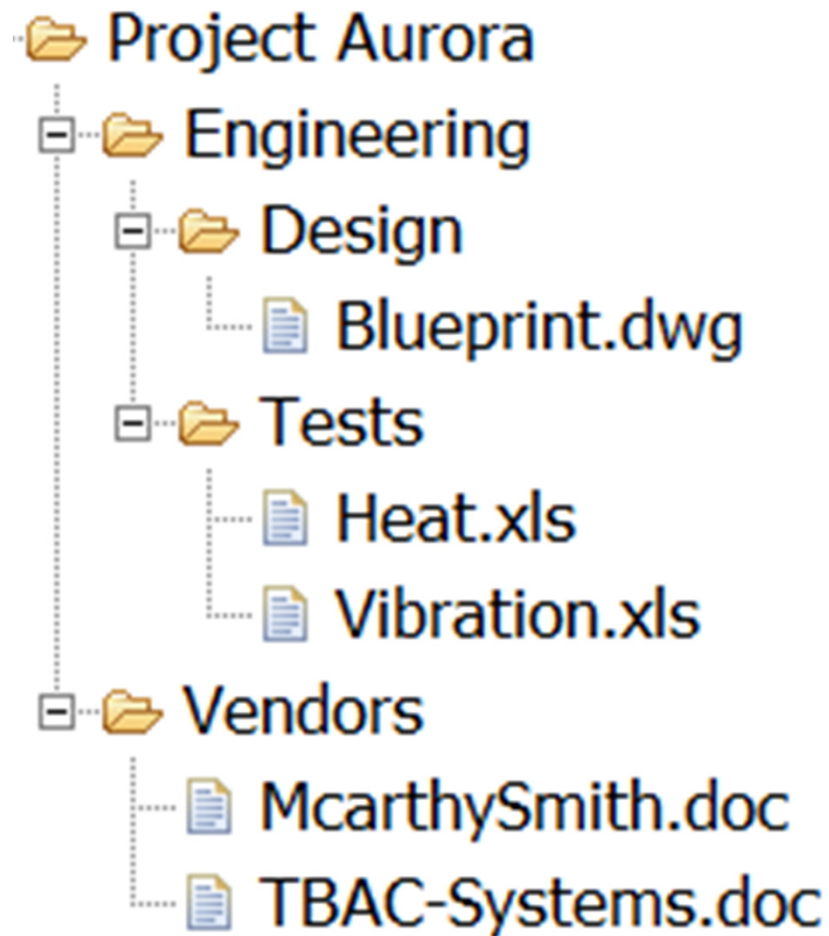 Project Aurora
Engineering
Design
Blueprint.dwg
Tests
Heat.xls
Vibration.xls
Vendors
McarthySmith.doc
TBAC-Systems.doc